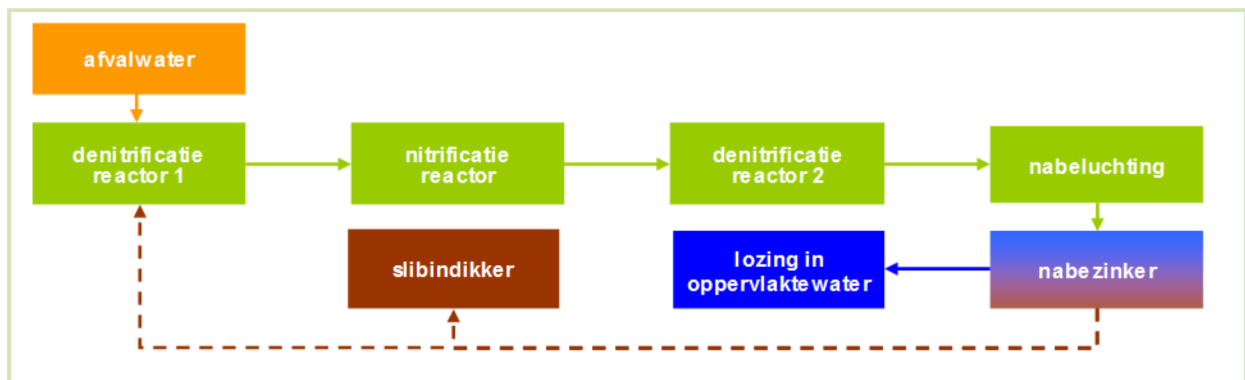 afvalwater
denitrificatie
reactor 1
nitrificatie
reactor
denitrificatie
reactor 2
nabeluchting
slibindikker
lozing in
oppervlaktewater
nabezinker